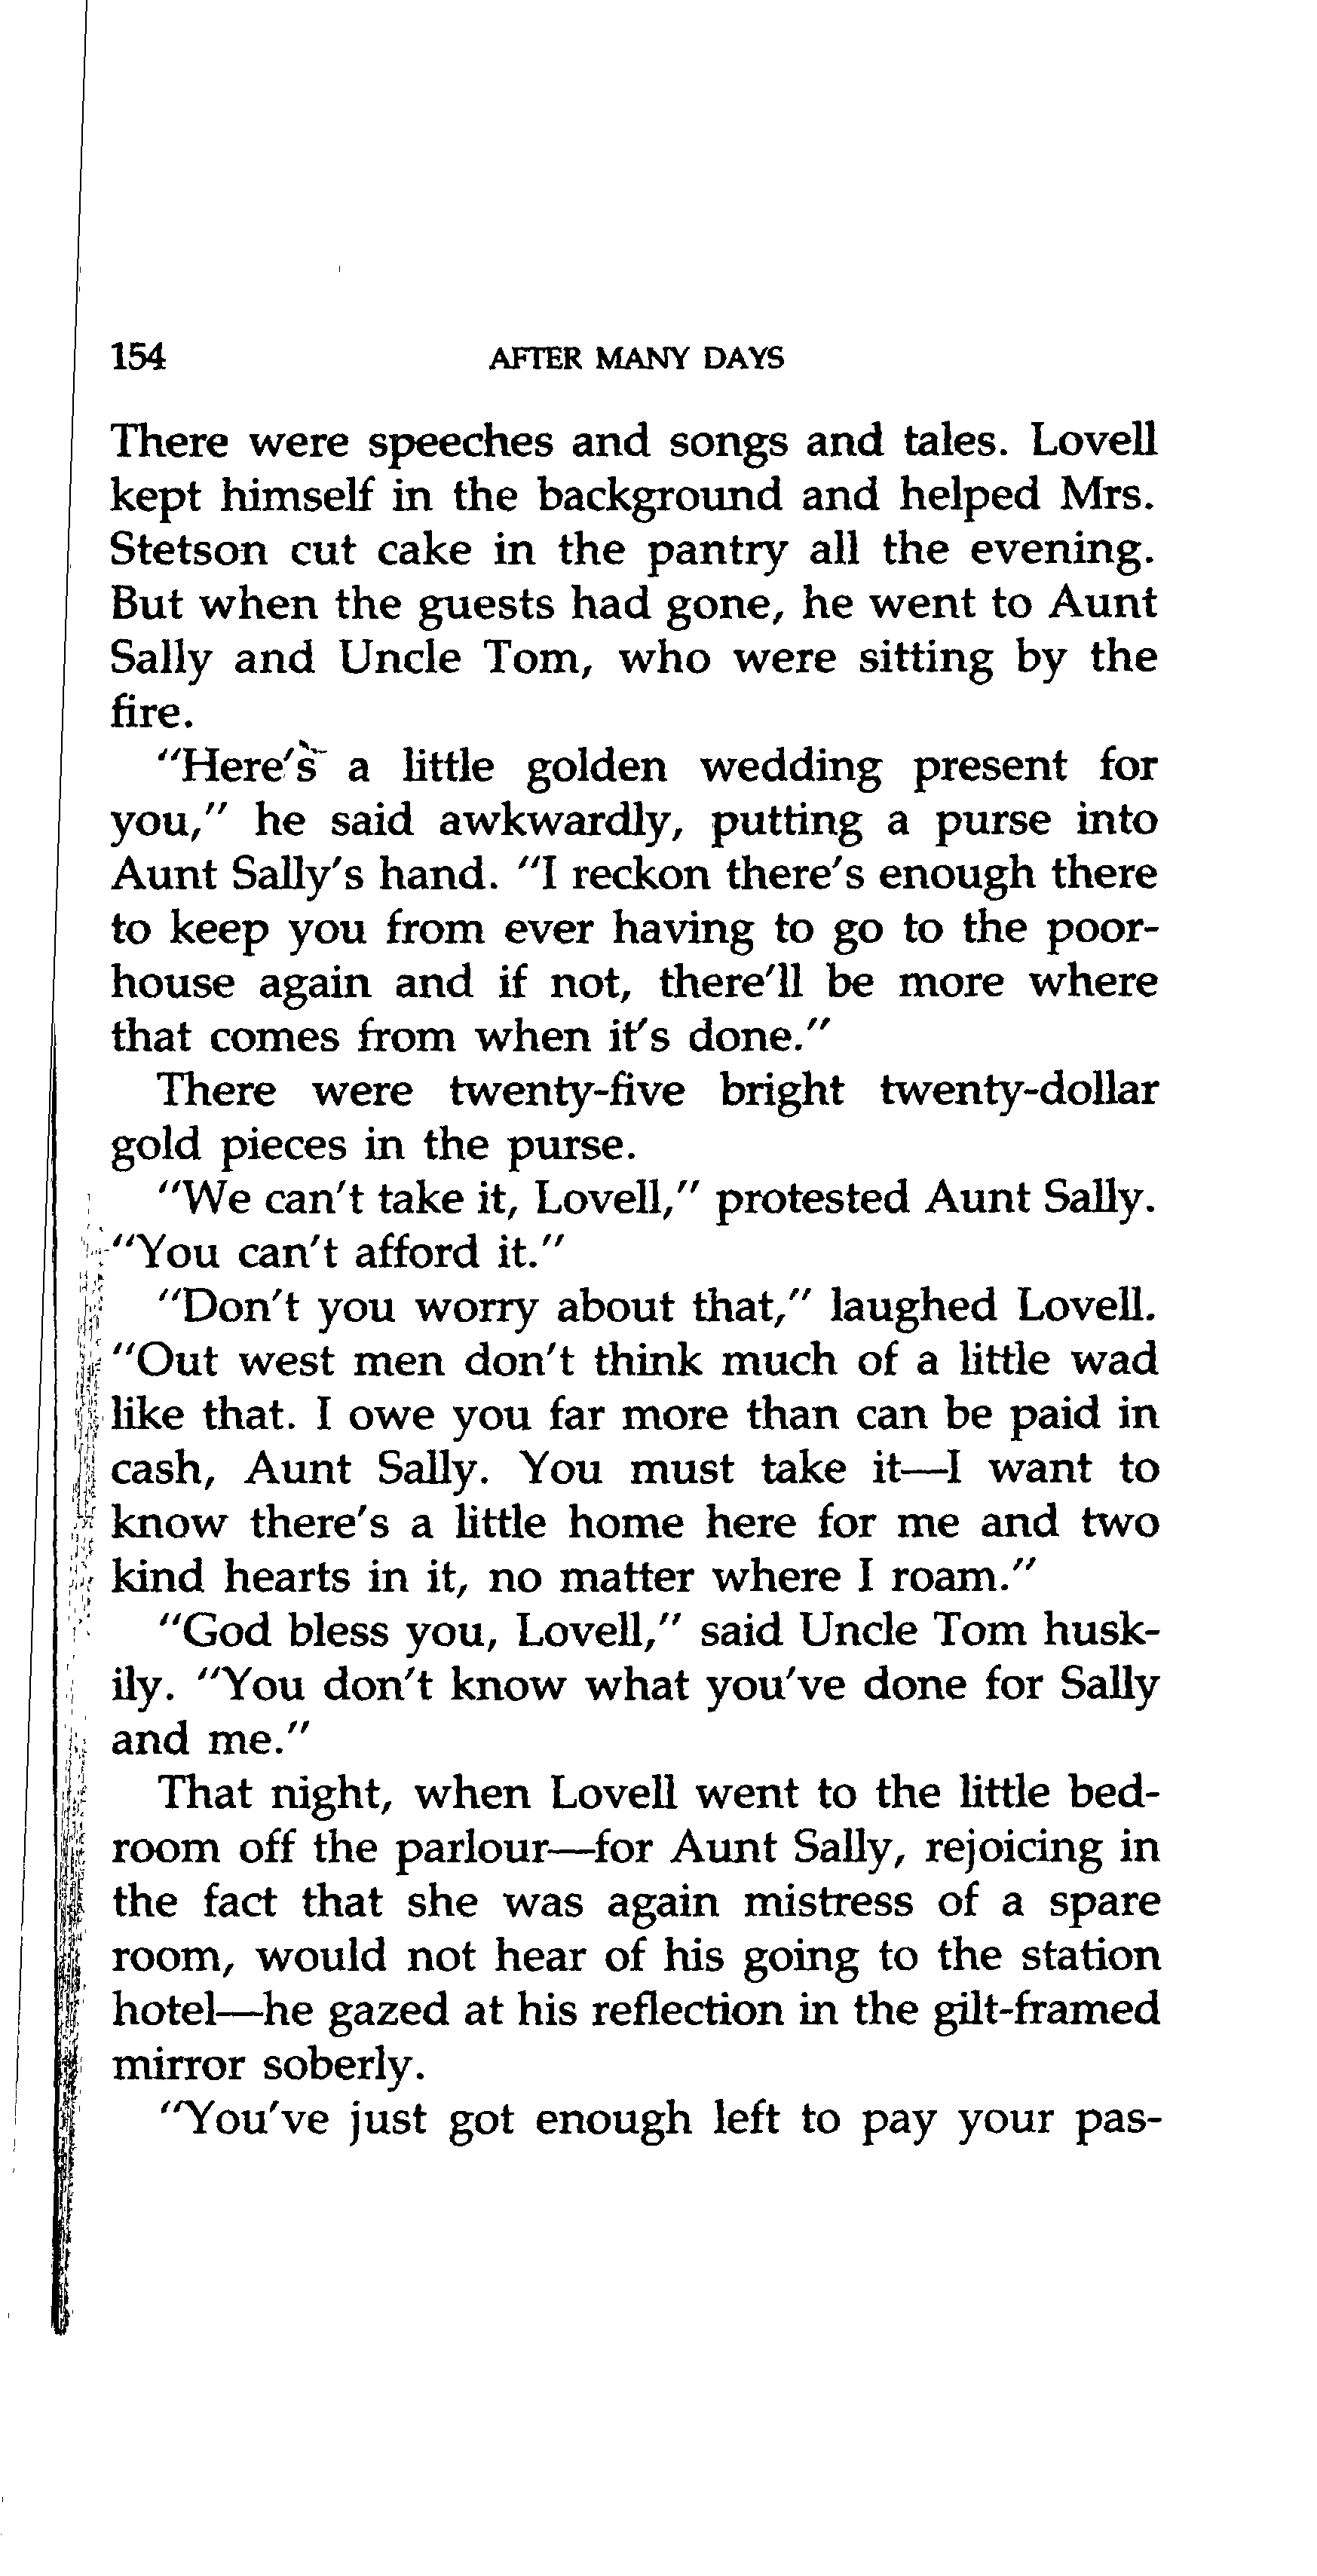 154 AFTER MANY DAYS
There were speeches and songs and tales. Lovell
kept himself in the background and helped Mrs.
Stetson cut cake in the pantry all the evening.
But when the guests had gone, he went to Aunt
Sally and Uncle Tom, who were sitting by the
fire.
"Here's a little golden wedding present for
you," he said awkwardly, putting a purse into
Aunt Sally's hand. "I reckon there's enough there
to keep you from ever having to go to the poor-
house again and if not, there'll be more where
that comes from when it's done."
There were twenty-five bright twenty-dollar
gold pieces in the purse.
"We can't take it, Lovell," protested Aunt Sally.
"You can't afford it."
"Don't you worry about that," laughed Lovell.
"Out west men don't think much of a little wad
like that. I owe you far more than can be paid in
cash, Aunt Sally. You must take it—I want to
know there's a little home here for me and two
kind hearts in it, no matter where I roam."
"God bless you, Lovell," said Uncle Tom husk-
ily. "You don't know what you've done for Sally
and me."
That night, when Lovell went to the little bed-
room off the parlour—for Aunt Sally, rejoicing in
the fact that she was again mistress of a spare
room, would not hear of his going to the station
hotel—he gazed at his reflection in the gilt-framed
mirror soberly.
"You've just got enough left to pay your pas-